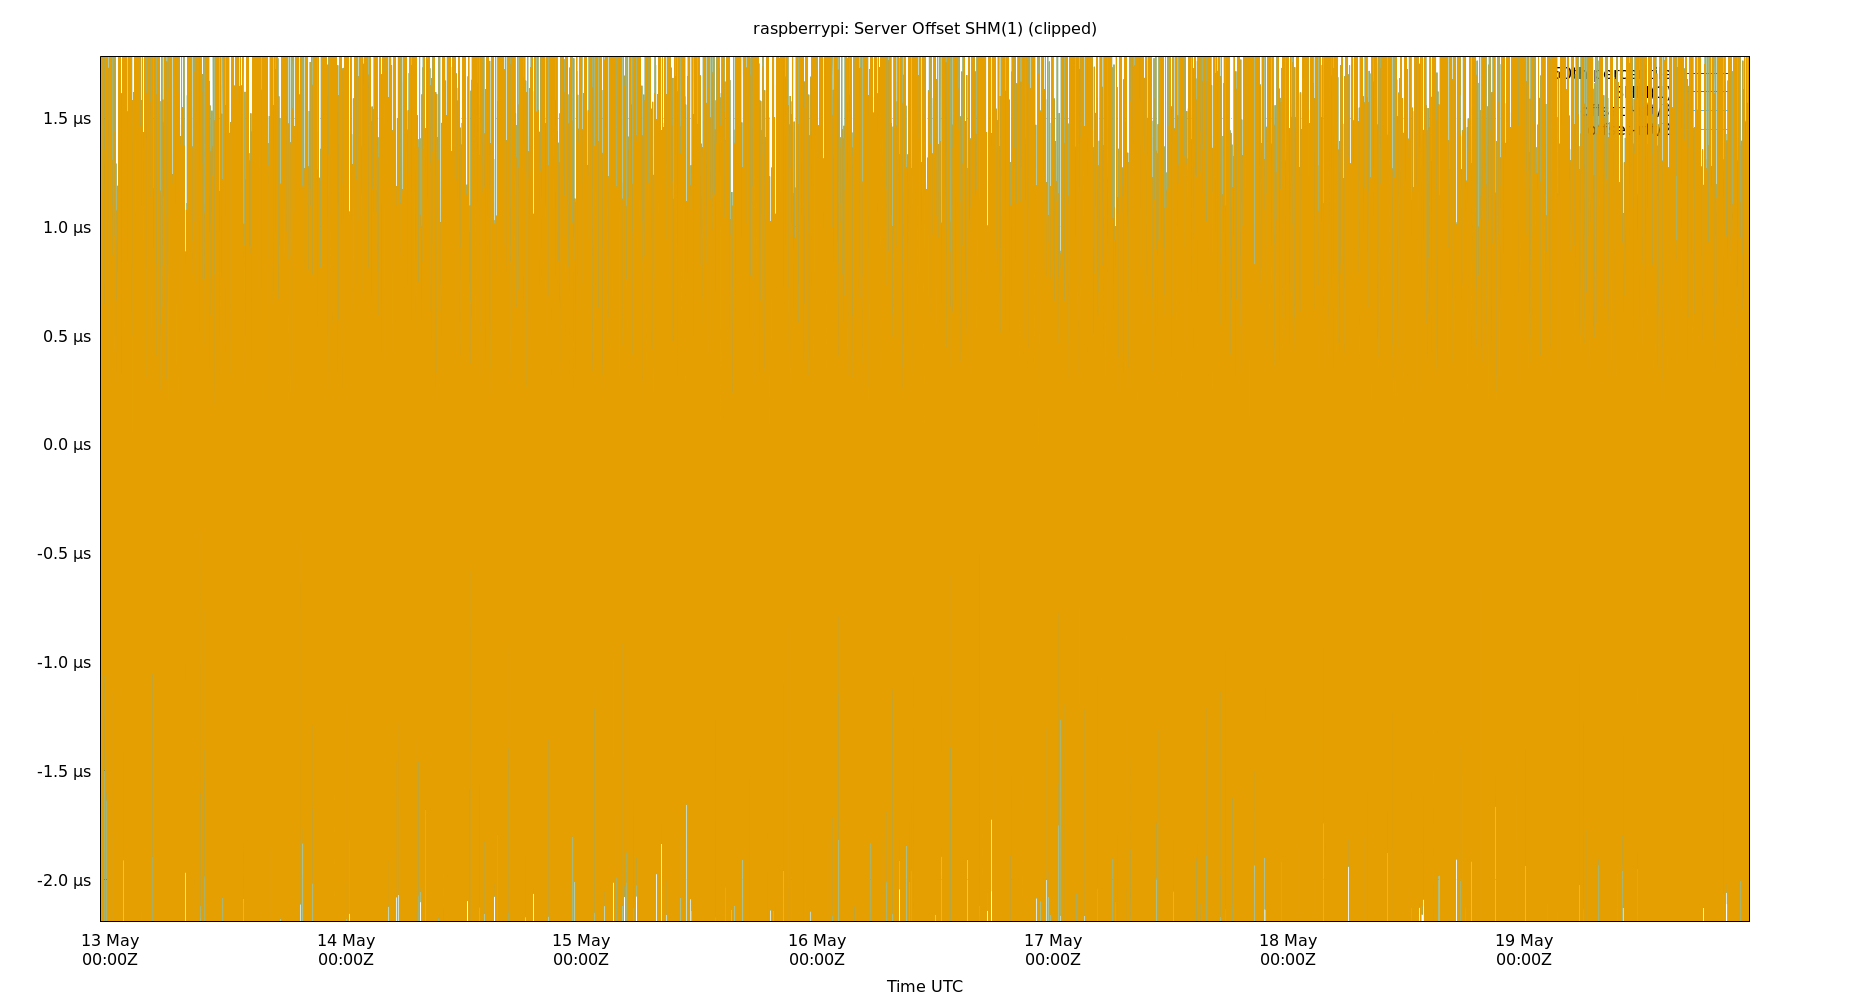 raspberrypi: Server Offset SHM(1) (clipped)
1.5 µs
1.0 µs
0.5 µs
0.0 µs
-0.5 µs
-1.0 µs
-1.5 µs
-2.0 µs
13 May 14 May 15 May 16 May 17 May 18 May 19 May
00:00Z 00:00Z 00:00Z 00:00Z 00:00Z 00:00Z 00:00Z
Time UTC